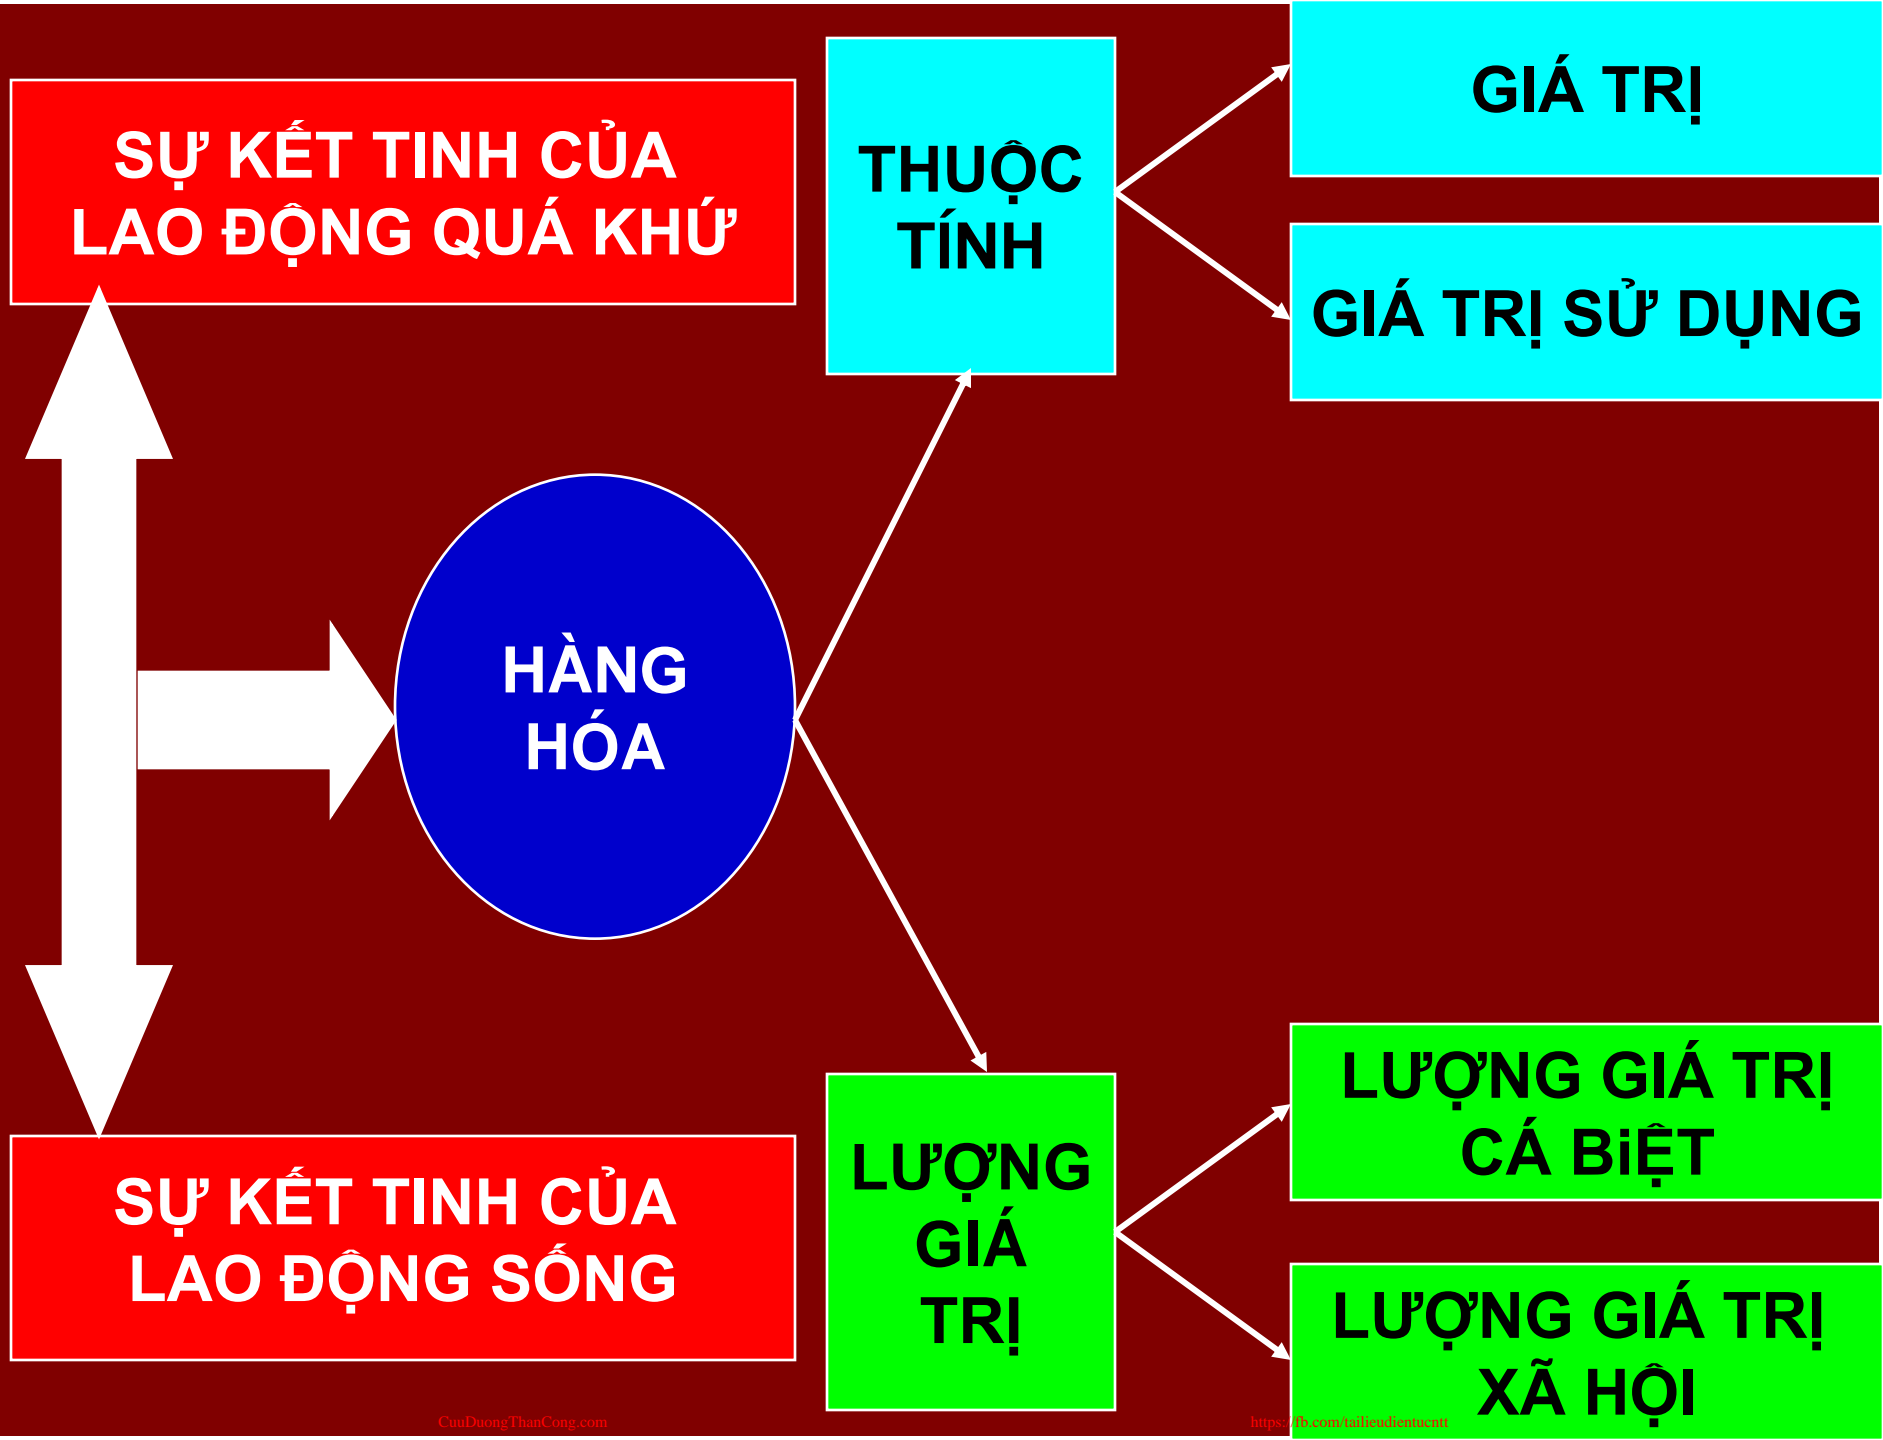 SỰ KẾT TINH CỦA
LAO ĐỘNG QUÁ KHỨ
THUỘC
TÍNH
GIÁ TRỊ
GIÁ TRỊ SỬ DỤNG
HÀNG
HÓA
SỰ KẾT TINH CỦA
LAO ĐỘNG SỐNG
LƯỢNG
GIÁ
TRỊ
LƯỢNG GIÁ TRỊ
CÁ BiỆT
LƯỢNG GIÁ TRỊ
XÃ HỘI
CuuDuongThanCong.com
https://fb.com/tailieudientucntt